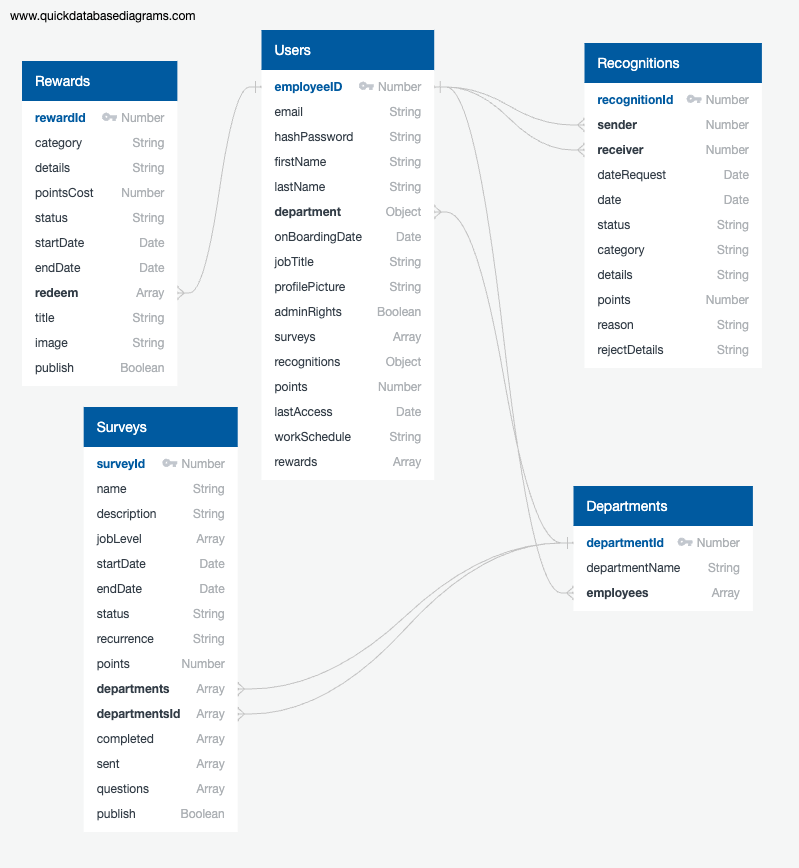 www.quickdatabasediagrams.com
Rewards
rewardId Number
category String
details String
pointsCost Number
status String
startDate Date
endDate Date
redeem Array
title String
image String
publish Boolean
Users
employeeID Number
email String
hashPassword String
firstName String
lastName String
department Object
onBoardingDate Date
jobTitle String
profilePicture String
adminRights Boolean
surveys Array
recognitions Object
points Number
lastAccess Date
workSchedule String
rewards Array
Recognitions
recognitionId Number
sender Number
receiver Number
dateRequest Date
date Date
status String
category String
details String
points Number
reason String
rejectDetails String
Surveys
surveyId Number
name String
description String
jobLevel Array
startDate Date
endDate Date
status String
recurrence String
points Number
departments Array
departmentsId Array
completed Array
sent Array
questions Array
publish Boolean
Departments
departmentId Number
departmentName String
employees Array